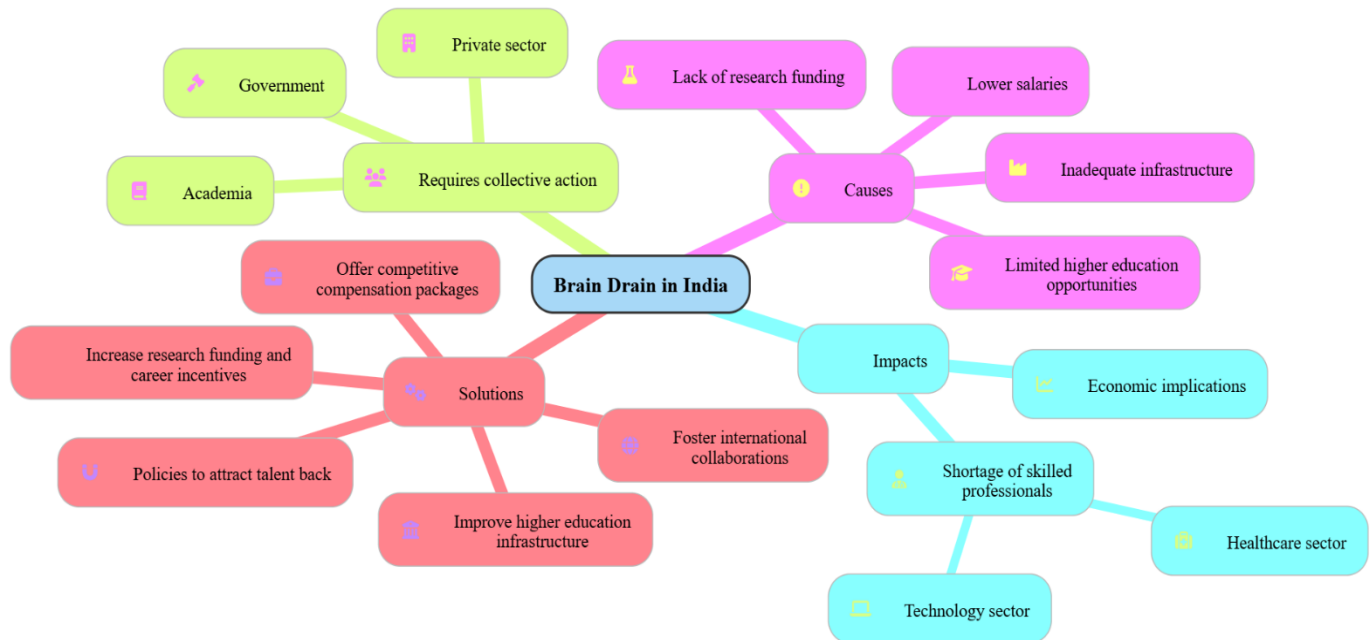 Private sector
Government
Academia
Requires collective action
Lack of research funding
Lower salaries
Inadequate infrastructure
Causes
Limited higher education
opportunities
Brain Drain in India
Offer competitive
compensation packages
Increase research funding and
career incentives
Solutions
Policies to attract talent back
Foster international
collaborations
Improve higher education
infrastructure
Impacts
Economic implications
Shortage of skilled
professionals
Healthcare sector
Technology sector